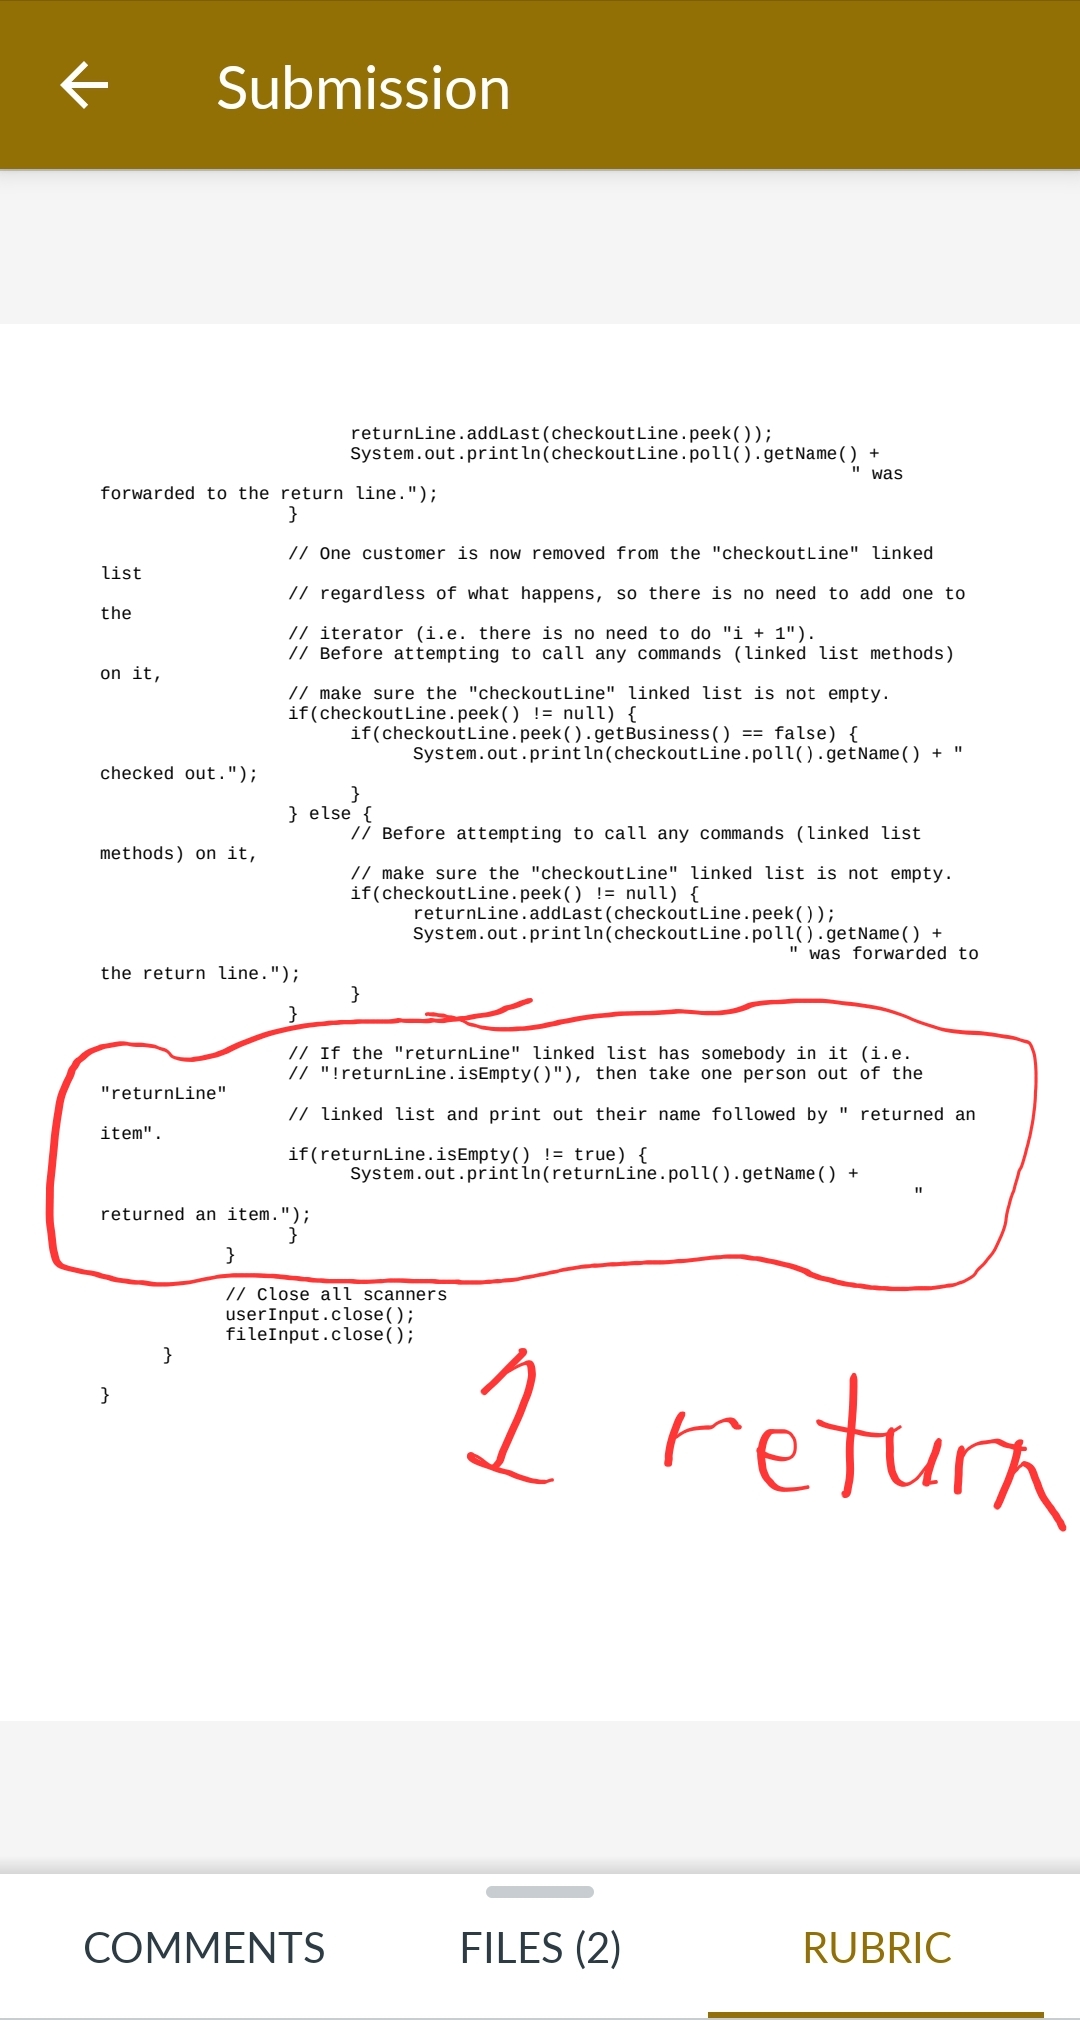 Submission
returnLine.addLast(checkoutLine.peek());
System.out.println(checkoutLine.poll().getName() +
" was
forwarded to the return line.");
}
// One customer is now removed from the "checkoutLine" linked
list
// regardless of what happens, so there is no need to add one to
the
// iterator (i.e. there is no need to do "i + 1").
// Before attempting to call any commands (linked list methods)
on it,
// make sure the "checkoutLine" linked list is not empty.
if(checkoutLine.peek() != null) {
if(checkoutLine.peek().getBusiness() == false) {
System.out.println(checkoutLine.poll().getName() + "
checked out.");
}
} else {
// Before attempting to call any commands (linked list
methods) on it,
// make sure the "checkoutLine" linked list is not empty.
if(checkoutLine.peek() != null) {
returnLine.addLast(checkoutLine.peek());
System.out.println(checkoutLine.poll().getName() +
" was forwarded to
the return line.");
}
}
// If the "returnLine" linked list has somebody in it (i.e.
// "!returnLine.isEmpty()"), then take one person out of the
"returnLine"
// linked list and print out their name followed by " returned an
item".
if(returnLine.isEmpty() != true) {
System.out.println(returnLine.poll().getName() +
"
returned an item.");
}
}
// Close all scanners
userInput.close();
fileInput.close();
}
}
1 return
COMMENTS FILES (2) RUBRIC